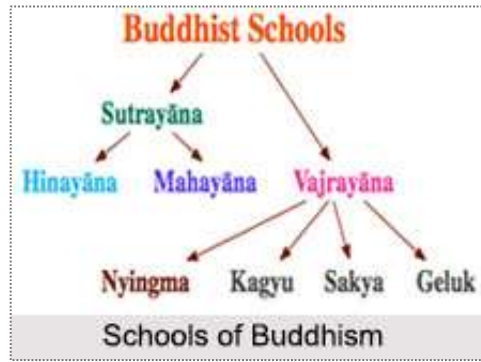 Buddhist Schools
Sutrayāna
Hinayāna Mahayāna Vajrayāna
Nyingma Kagyu Sakya Geluk
Schools of Buddhism